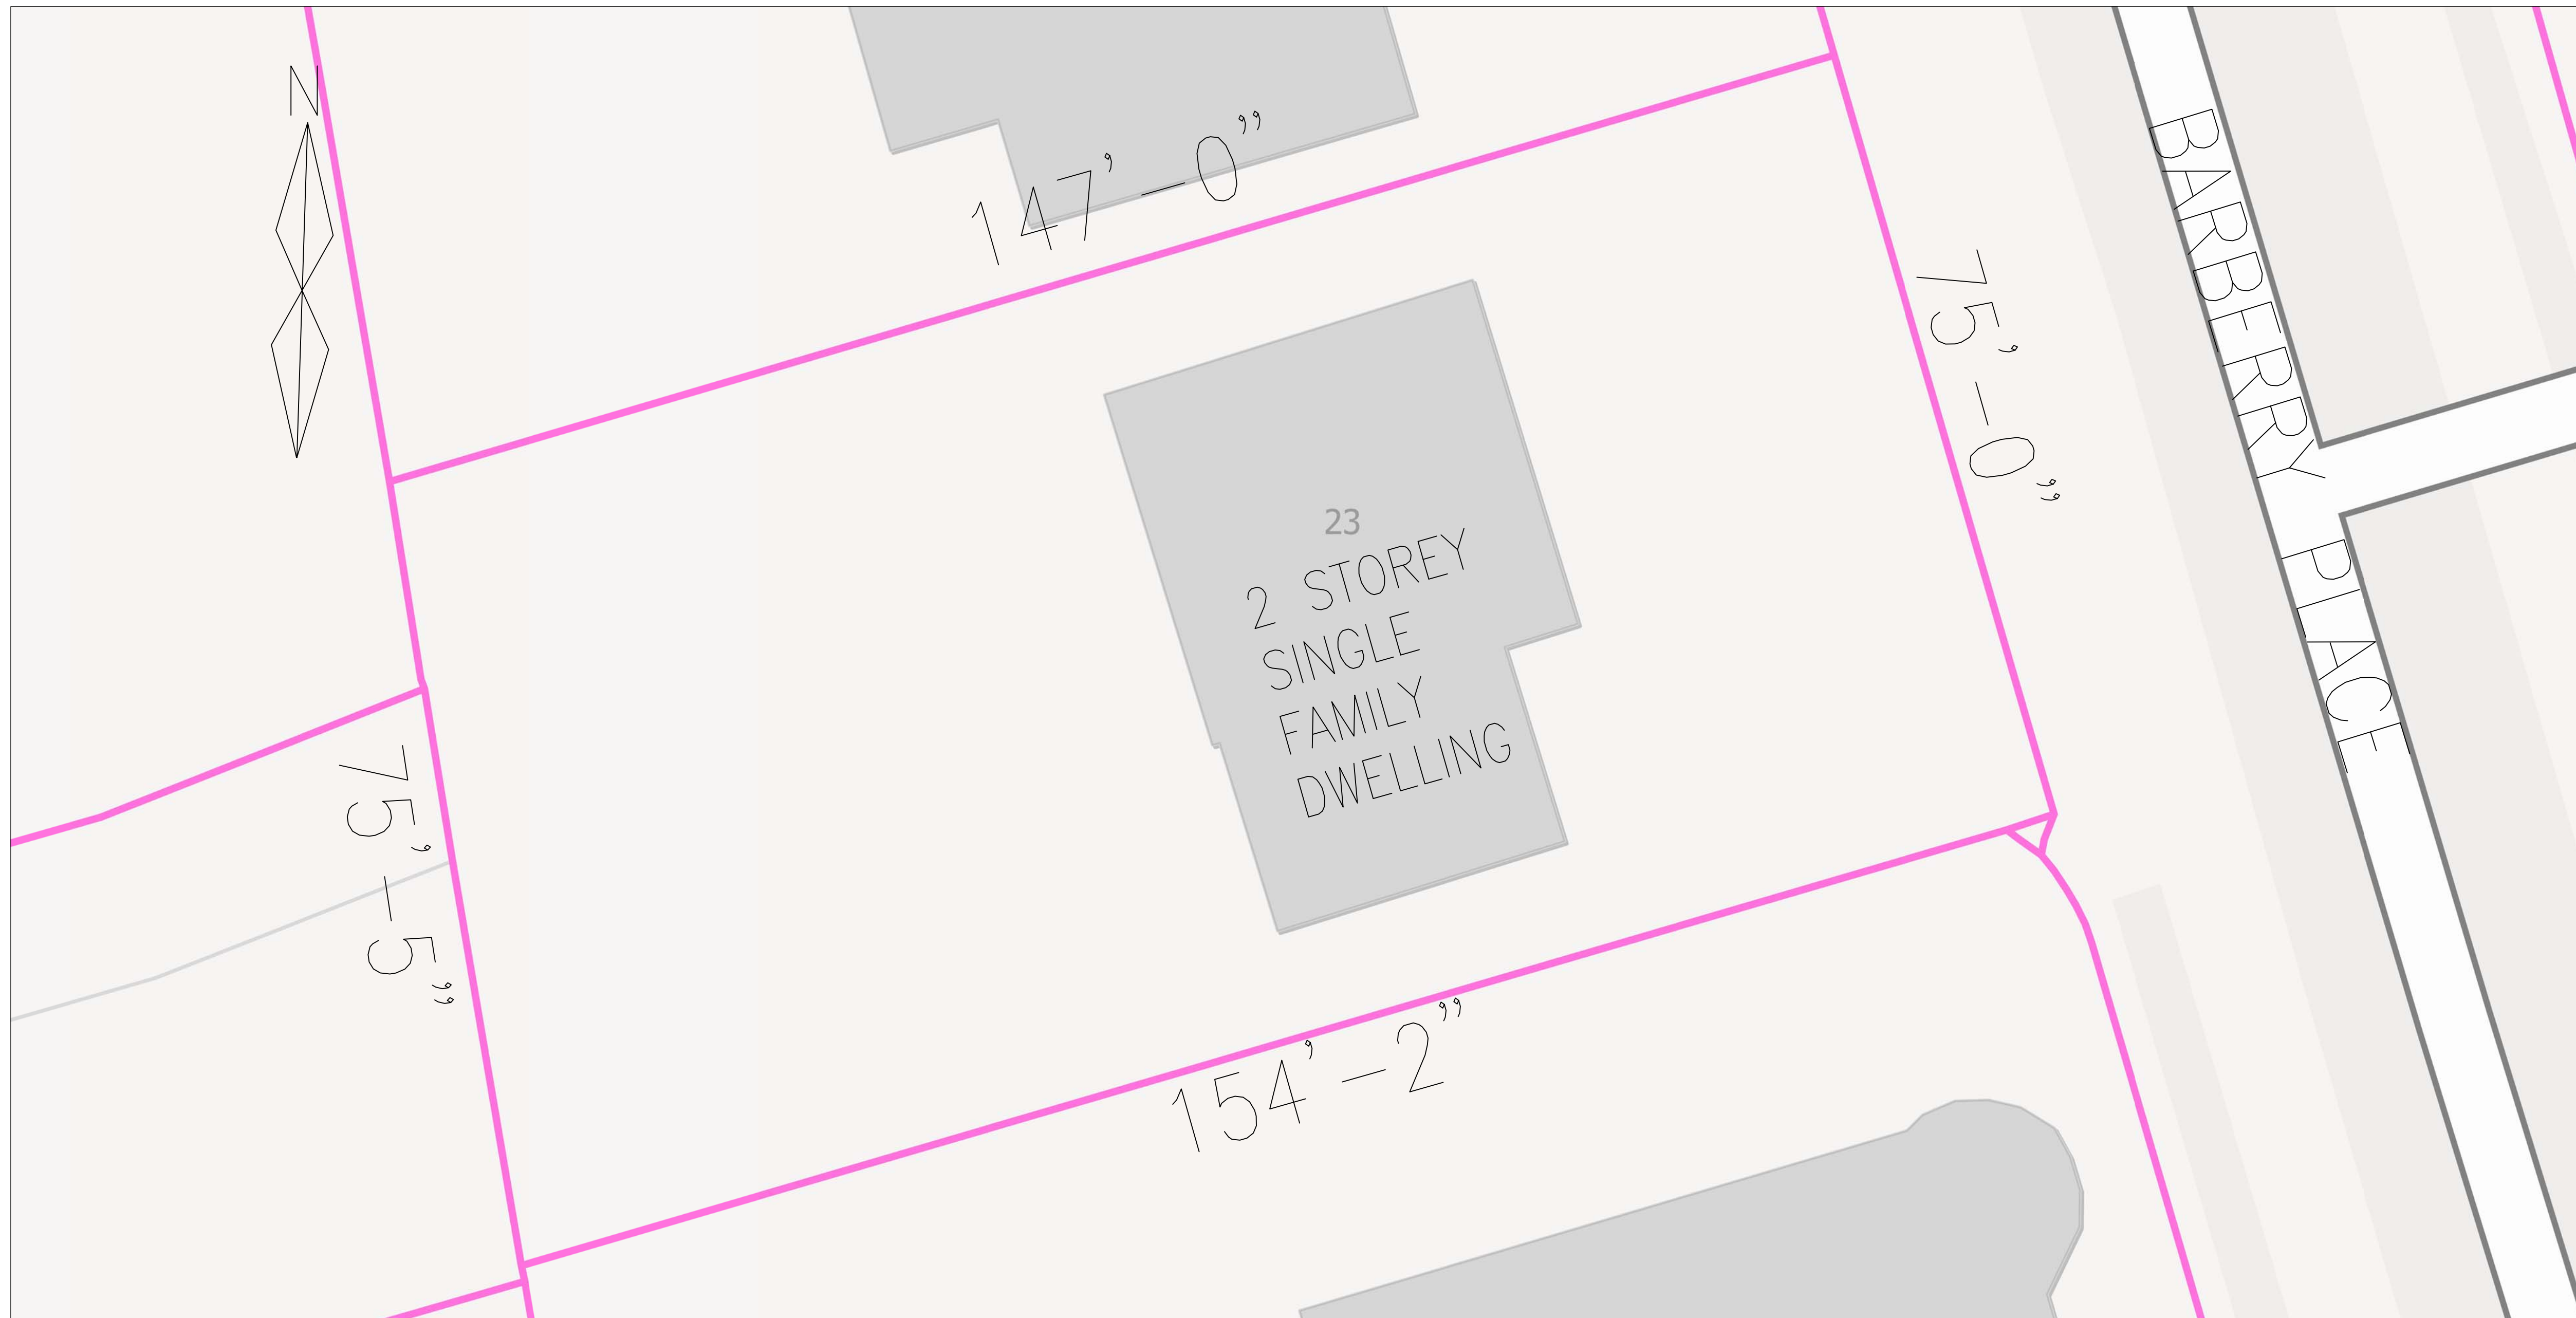 N
147'-0"
75'-0"
BARBERRY PLACE
23
2 STOREY
SINGLE
FAMILY
DWELLING
75'-5"
154'-2"